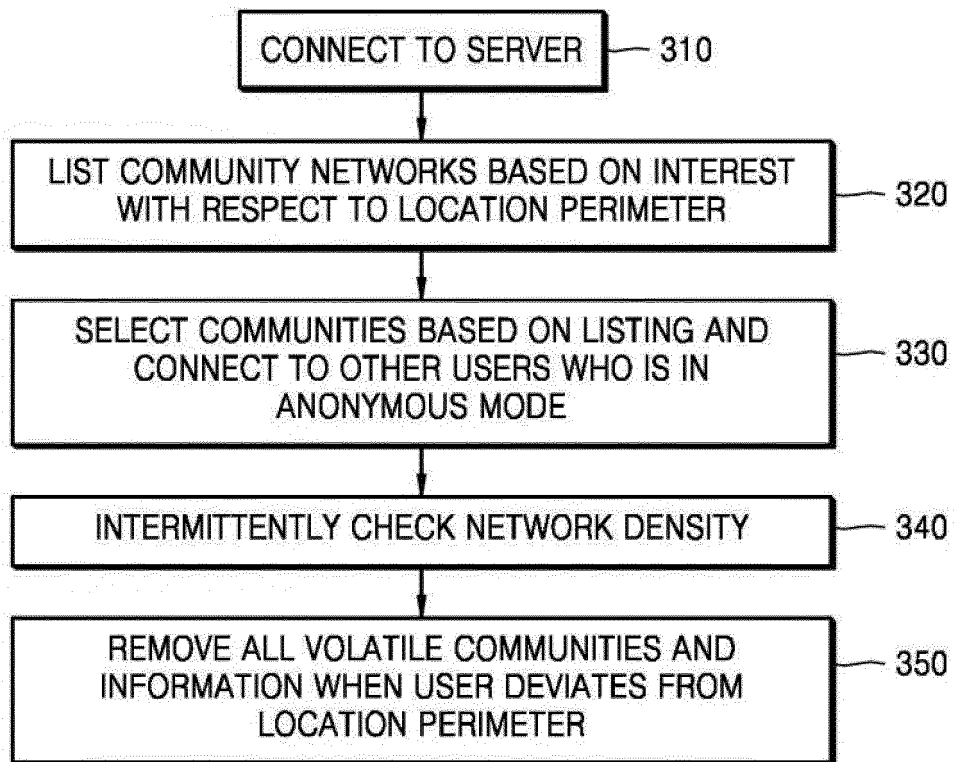 CONNECT TO SERVER
310
LIST COMMUNITY NETWORKS BASED ON INTEREST
WITH RESPECT TO LOCATION PERIMETER
320
SELECT COMMUNITIES BASED ON LISTING AND
CONNECT TO OTHER USERS WHO IS IN
ANONYMOUS MODE
330
INTERMITTENTLY CHECK NETWORK DENSITY
340
REMOVE ALL VOLATILE COMMUNITIES AND
INFORMATION WHEN USER DEVIATES FROM
LOCATION PERIMETER
350